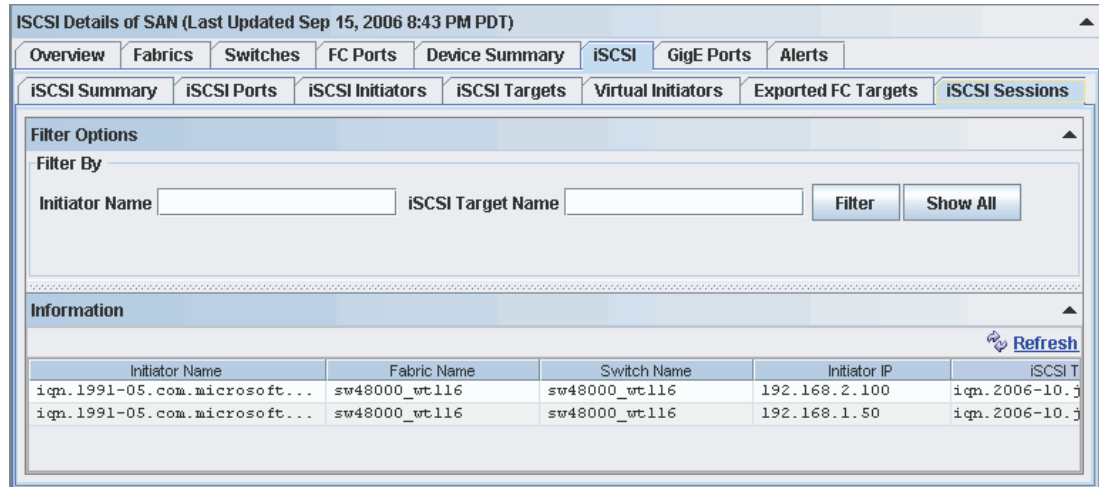 ISCSI Details of SAN (Last Updated Sep 15, 2006 8:43 PM PDT)
Overview Fabrics Switches FC Ports Device Summary iSCSI GigE Ports Alerts
iSCSI Summary iSCSI Ports iSCSI Initiators iSCSI Targets Virtual Initiators Exported FC Targets iSCSI Sessions
Filter Options
Filter By
Initiator Name iSCSI Target Name Filter Show All
Information
Refresh
Initiator Name Fabric Name Switch Name Initiator IP iSCSI T
iqn.1991-05.com.microsoft... sw48000_wt116 sw48000_wt116 192.168.2.100 iqn.2006-10.j
iqn.1991-05.com.microsoft... sw48000_wt116 sw48000_wt116 192.168.1.50 iqn.2006-10.j